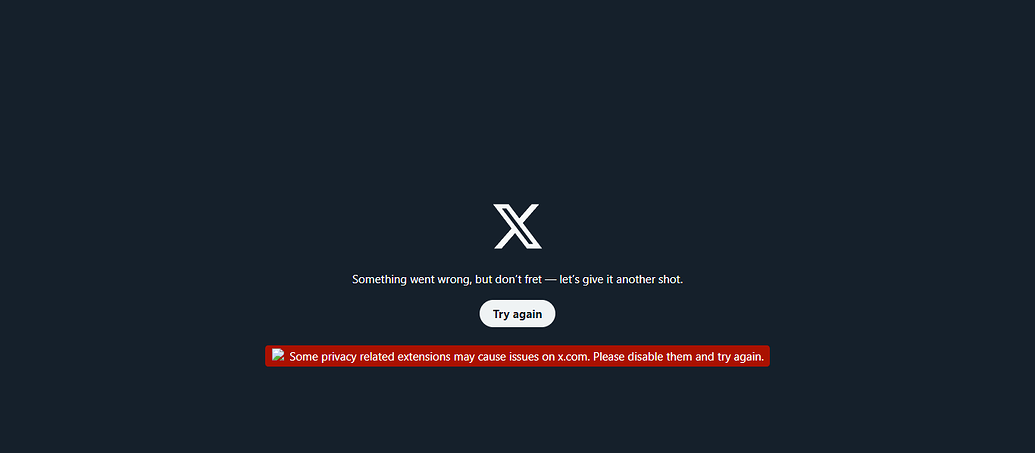 Something went wrong, but don’t fret — let’s give it another shot.
Try again
Some privacy related extensions may cause issues on x.com. Please disable them and try again.